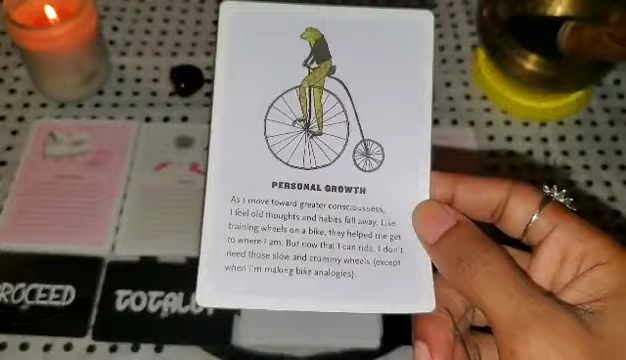 PERSONAL GROWTH
As I move toward greater consciousness,
I feel old thoughts and habits fall away. Like
training wheels on a bike, they helped me get
to where I am. But now that I can ride, I don't
need those slow and crummy wheels (except
when I'm making bike analogies).
PROCEED
TOTALLY